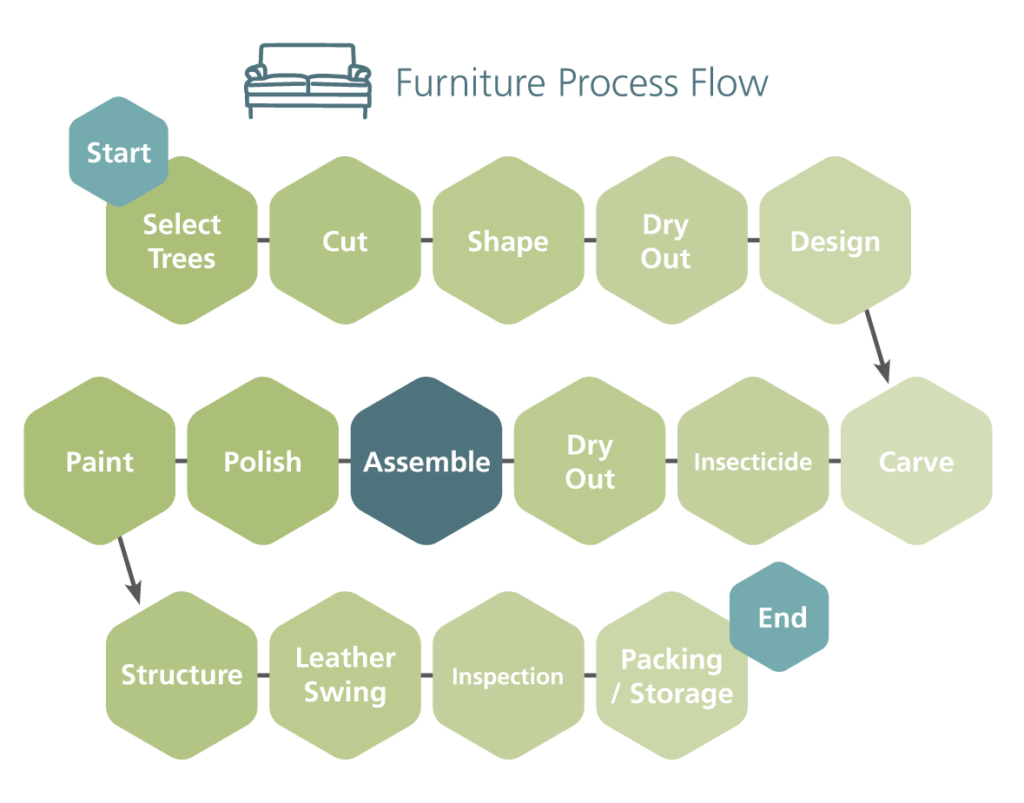 Furniture Process Flow
Start
Select
Trees
Cut
Shape
Dry
Out
Design
Carve
Insecticide
Dry
Out
Assemble
Polish
Paint
Structure
Leather
Swing
Inspection
Packing
/ Storage
End